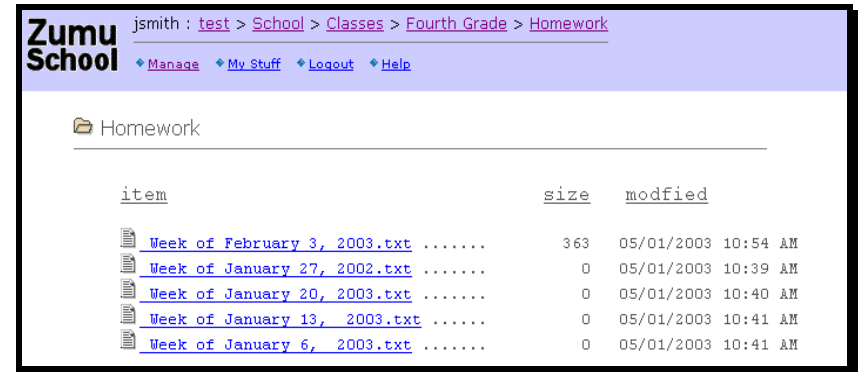 Zumu School
jsmith : test > School > Classes > Fourth Grade > Homework
Manage My Stuff Logout Help
Homework
item size modfied
Week of February 3, 2003.txt ....... 363 05/01/2003 10:54 AM
Week of January 27, 2002.txt ....... 0 05/01/2003 10:39 AM
Week of January 20, 2003.txt ....... 0 05/01/2003 10:40 AM
Week of January 13, 2003.txt ...... 0 05/01/2003 10:41 AM
Week of January 6, 2003.txt ....... 0 05/01/2003 10:41 AM